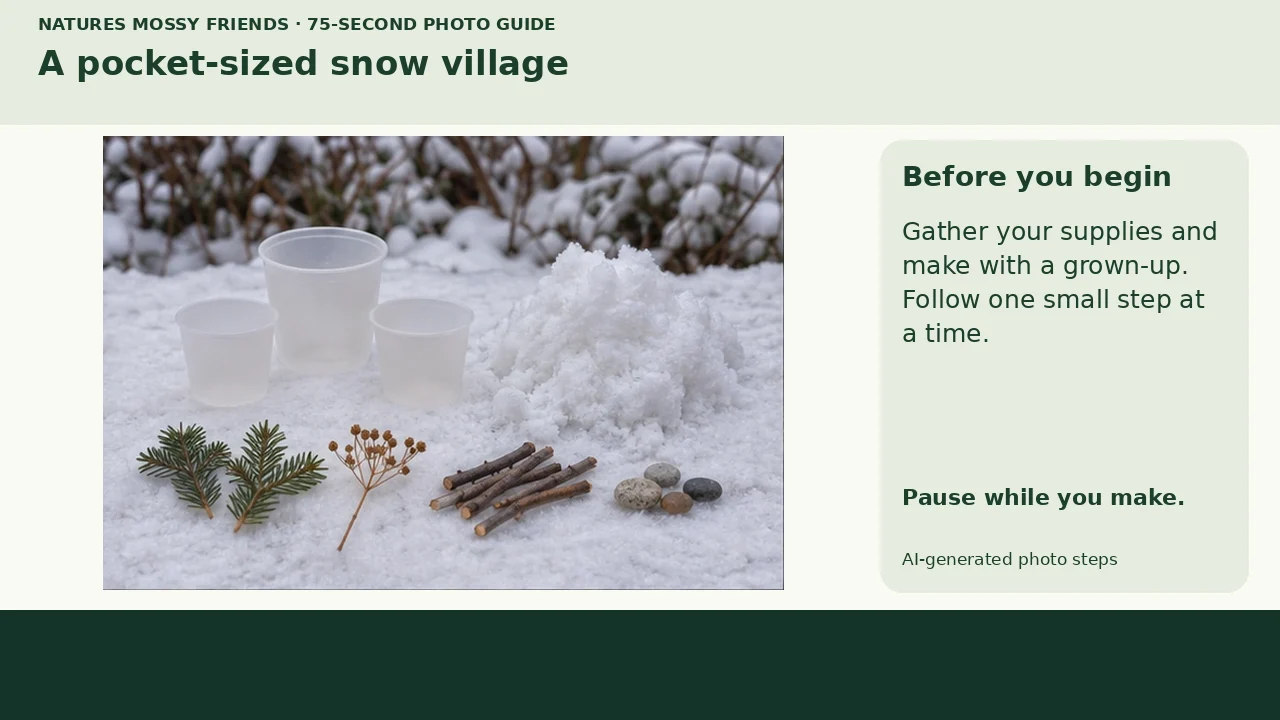 NATURES MOSSY FRIENDS · 75-SECOND PHOTO GUIDE
A pocket-sized snow village
Before you begin
Gather your supplies and
make with a grown-up.
Follow one small step at
a time.
Pause while you make.
AI-generated photo steps